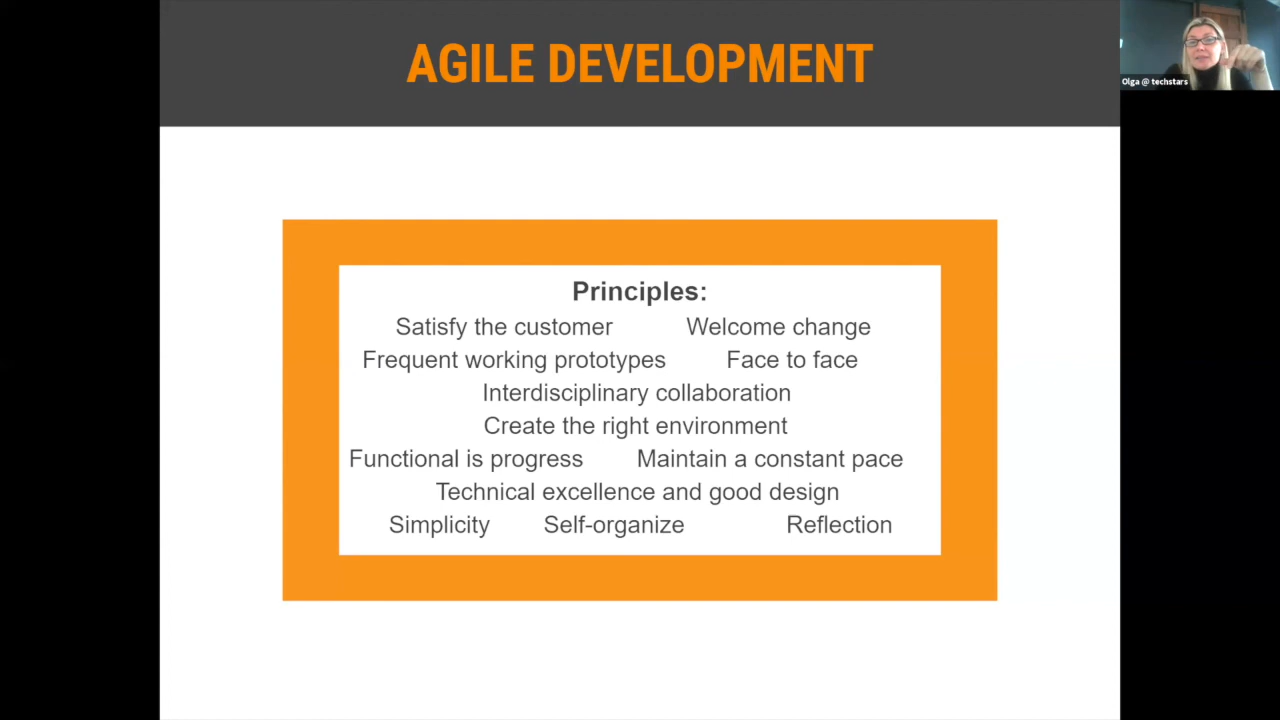 AGILE DEVELOPMENT
Olga @ techstars
Principles:
Satisfy the customer Welcome change
Frequent working prototypes Face to face
Interdisciplinary collaboration
Create the right environment
Functional is progress Maintain a constant pace
Technical excellence and good design
Simplicity Self-organize Reflection